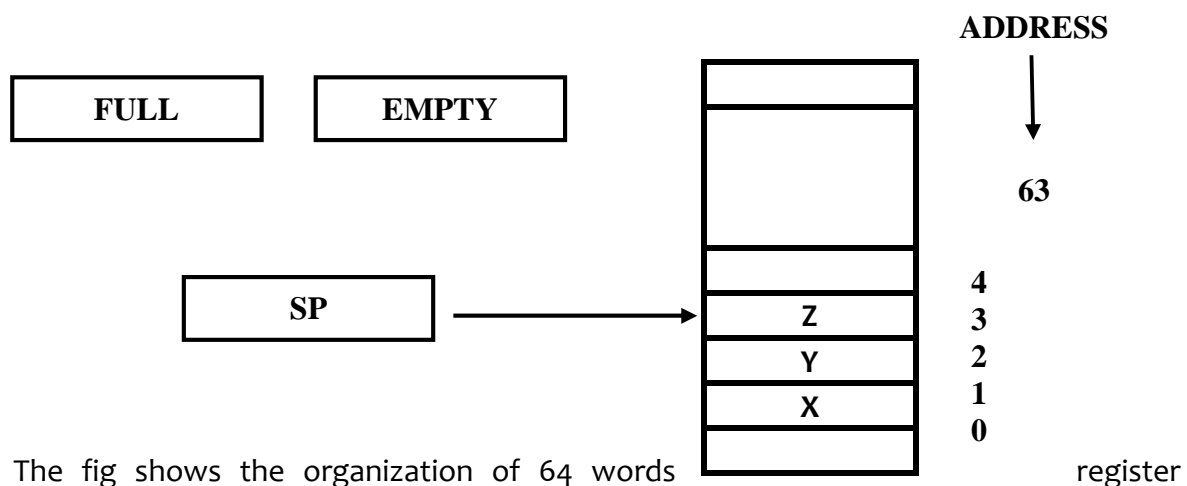 ADDRESS
FULL EMPTY
63
4
SP Z 3
Y 2
X 1
0
The fig shows the organization of 64 words register